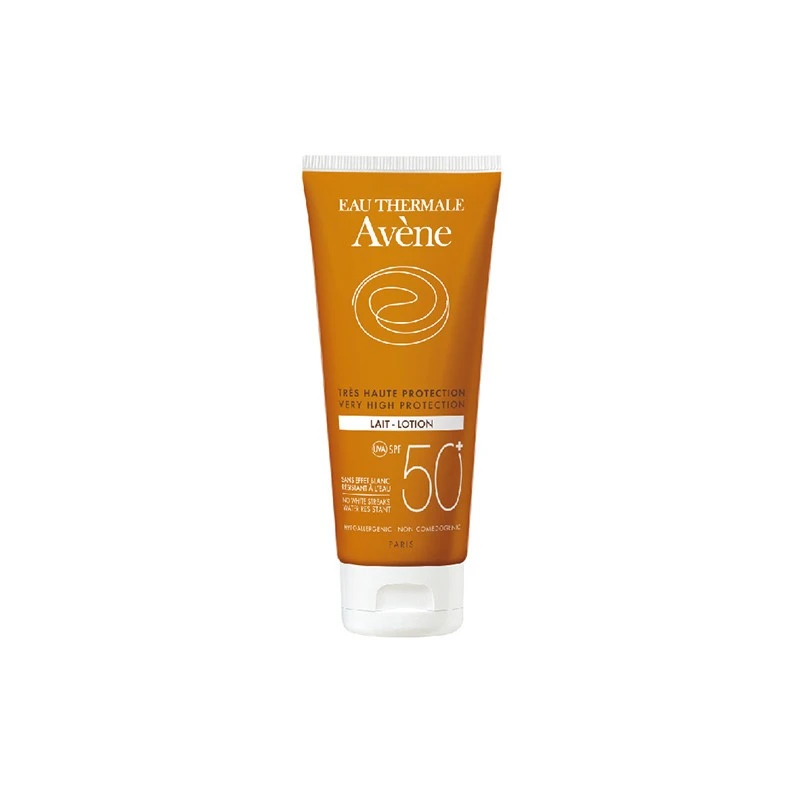 EAU THERMALE
Avène
TRÈS HAUTE PROTECTION
VERY HIGH PROTECTION
LAIT - LOTION
UVA SPF 50+
SANS EFFET BLANC
RÉSISTANT À L'EAU
NO WHITE STREAKS
WATER RESISTANT
HYPOALLERGENIC - NON COMEDOGENIC
PARIS